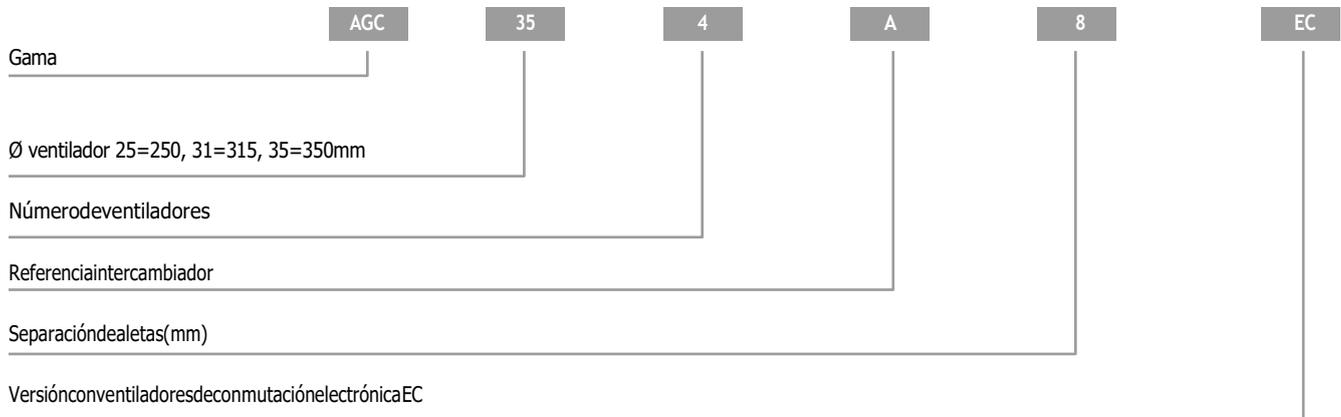 AGC 35 4 A 8 EC
Gama
Ø ventilador 25=250, 31=315, 35=350mm
Númerodeventiladores
Referenciaintercambiador
Separacióndealetas(mm)
VersiónconventiladoresdeconmutaciónelectrónicaEC